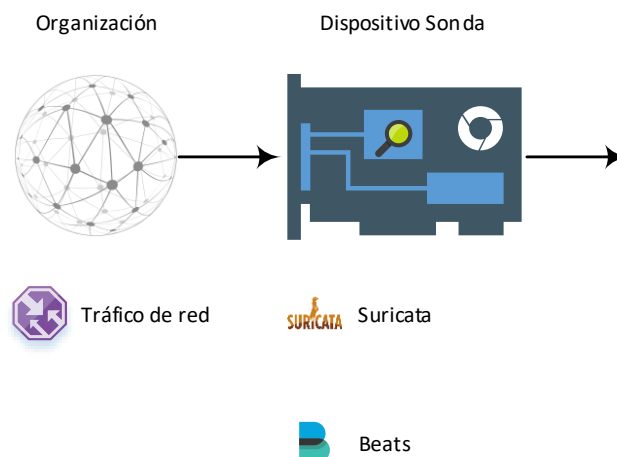 Organización
Dispositivo Sonda
Tráfico de red
SURICATA
Suricata
Beats